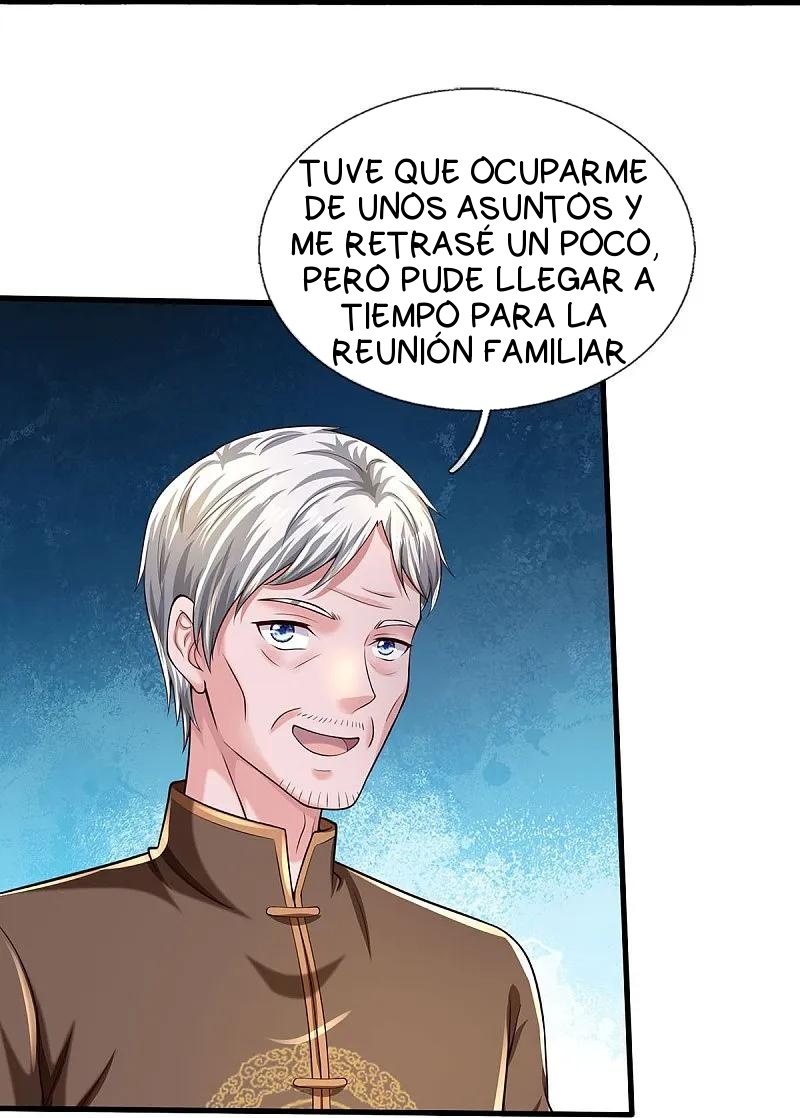 TUVE QUE OCUPARME
DE UNOS ASUNTOS Y
ME RETRASÉ UN POCO,
PERO PUDE LLEGAR A
TIEMPO PARA LA
REUNIÓN FAMILIAR